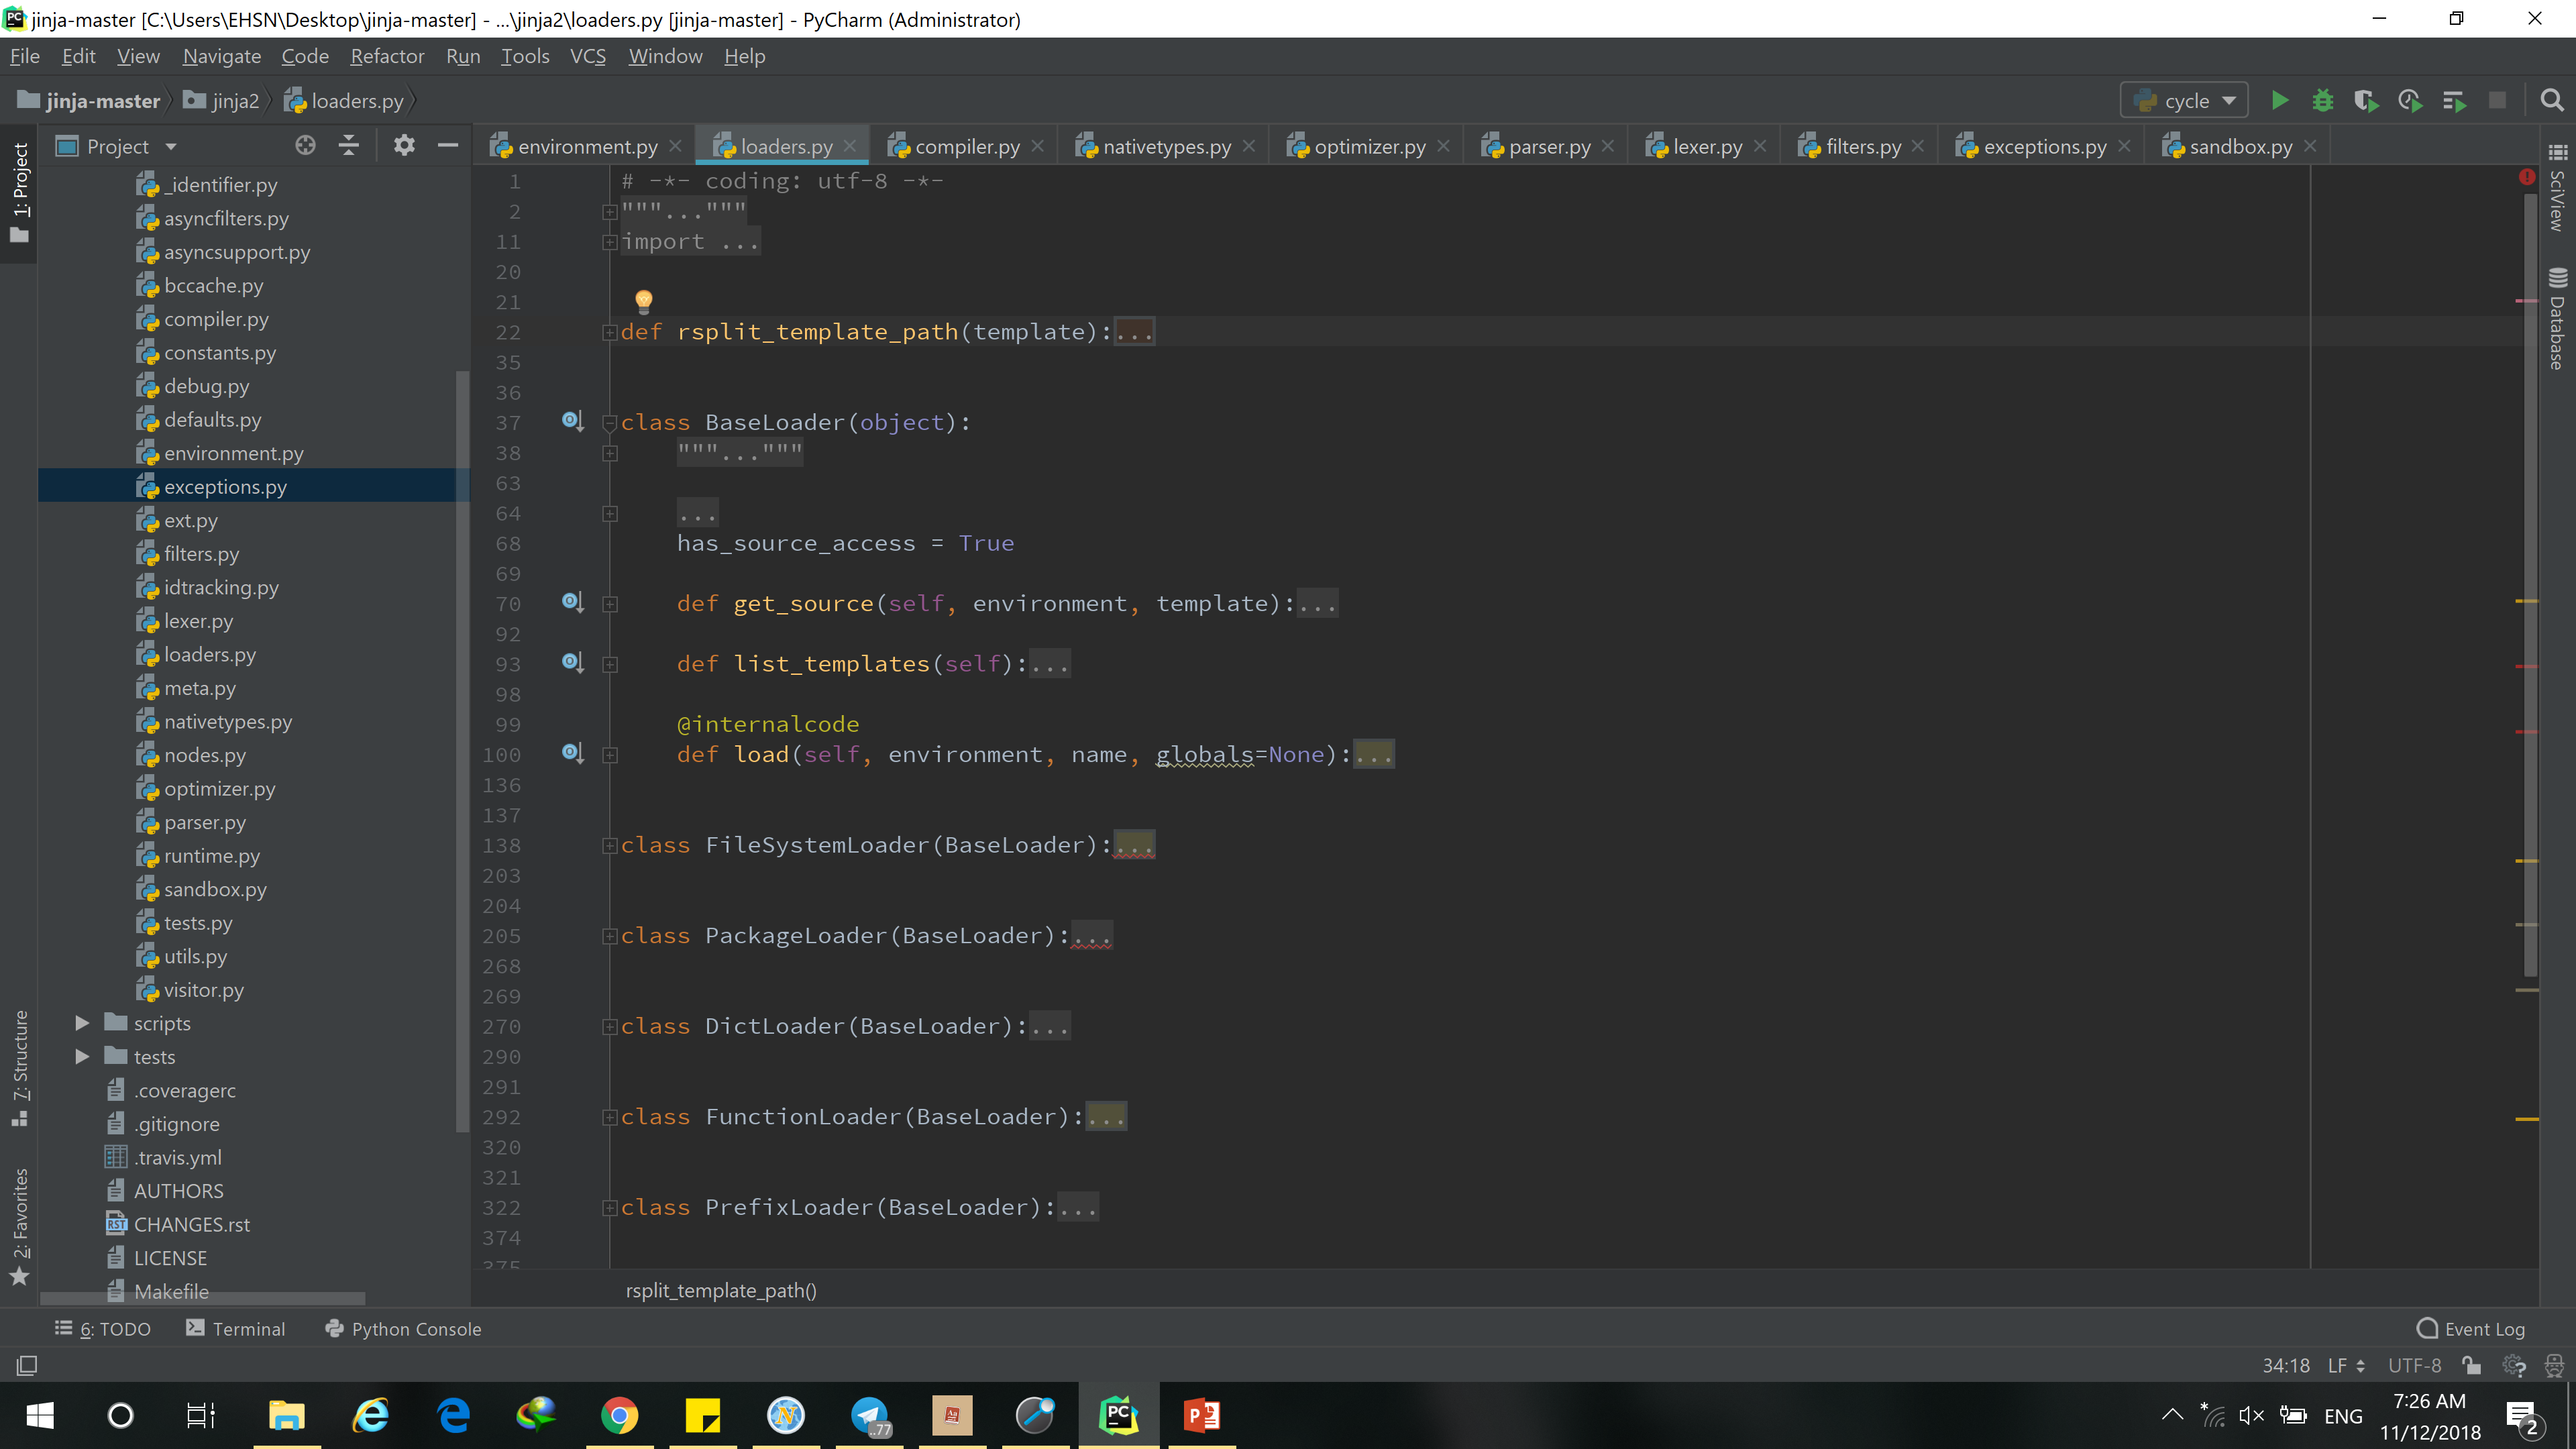 jinja-master [C:\Users\EHSN\Desktop\jinja-master] - ...\jinja2\loaders.py [jinja-master] - PyCharm (Administrator)
File Edit View Navigate Code Refactor Run Tools VCS Window Help
jinja-master jinja2 loaders.py cycle
Project
environment.py loaders.py compiler.py nativetypes.py optimizer.py parser.py lexer.py filters.py exceptions.py sandbox.py
1: Project
7: Structure
2: Favorites
_identifier.py
asyncfilters.py
asyncsupport.py
bccache.py
compiler.py
constants.py
debug.py
defaults.py
environment.py
exceptions.py
ext.py
filters.py
idtracking.py
lexer.py
loaders.py
meta.py
nativetypes.py
nodes.py
optimizer.py
parser.py
runtime.py
sandbox.py
tests.py
utils.py
visitor.py
scripts
tests
.coveragerc
.gitignore
.travis.yml
AUTHORS
CHANGES.rst
LICENSE
Makefile
1 # -*- coding: utf-8 -*-
2 """..."""
11 import ...
20
21
22 def rsplit_template_path(template):...
35
36
37 class BaseLoader(object):
38 """..."""
63
64 ...
68 has_source_access = True
69
70 def get_source(self, environment, template):...
92
93 def list_templates(self):...
98
99 @internalcode
100 def load(self, environment, name, globals=None):...
136
137
138 class FileSystemLoader(BaseLoader):...
203
204
205 class PackageLoader(BaseLoader):...
268
269
270 class DictLoader(BaseLoader):...
290
291
292 class FunctionLoader(BaseLoader):...
320
321
322 class PrefixLoader(BaseLoader):...
374
375
rsplit_template_path()
SciView
Database
6: TODO Terminal Python Console Event Log
34:18 LF UTF-8
..77
ENG
7:26 AM
11/12/2018
2